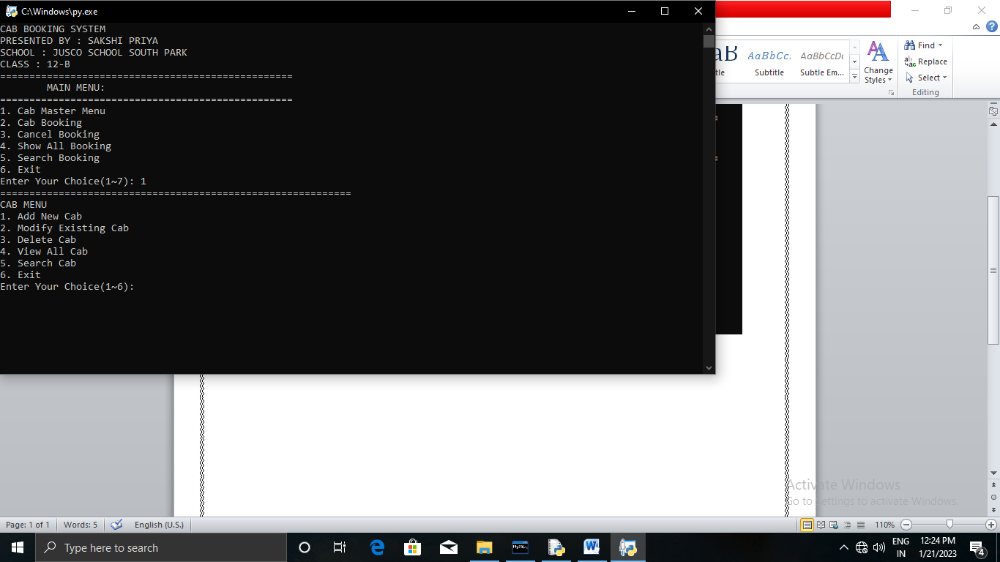 C:\Windows\py.exe
CAB BOOKING SYSTEM
PRESENTED BY : SAKSHI PRIYA
SCHOOL : JUSCO SCHOOL SOUTH PARK
CLASS : 12-B
==================================================
MAIN MENU:
==================================================
1. Cab Master Menu
2. Cab Booking
3. Cancel Booking
4. Show All Booking
5. Search Booking
6. Exit
Enter Your Choice(1~7): 1
============================================================
CAB MENU
1. Add New Cab
2. Modify Existing Cab
3. Delete Cab
4. View All Cab
5. Search Cab
6. Exit
Enter Your Choice(1~6):
AaBbCc. AaBbCcDc
Subtitle Subtle Em...
Change Styles
Find
Replace
Select
Editing
Activate Windows
Go to Settings to activate Windows.
Page: 1 of 1 Words: 5 English (U.S.) 110%
Type here to search
MySQL
ENG
IN
12:24 PM
1/21/2023
4